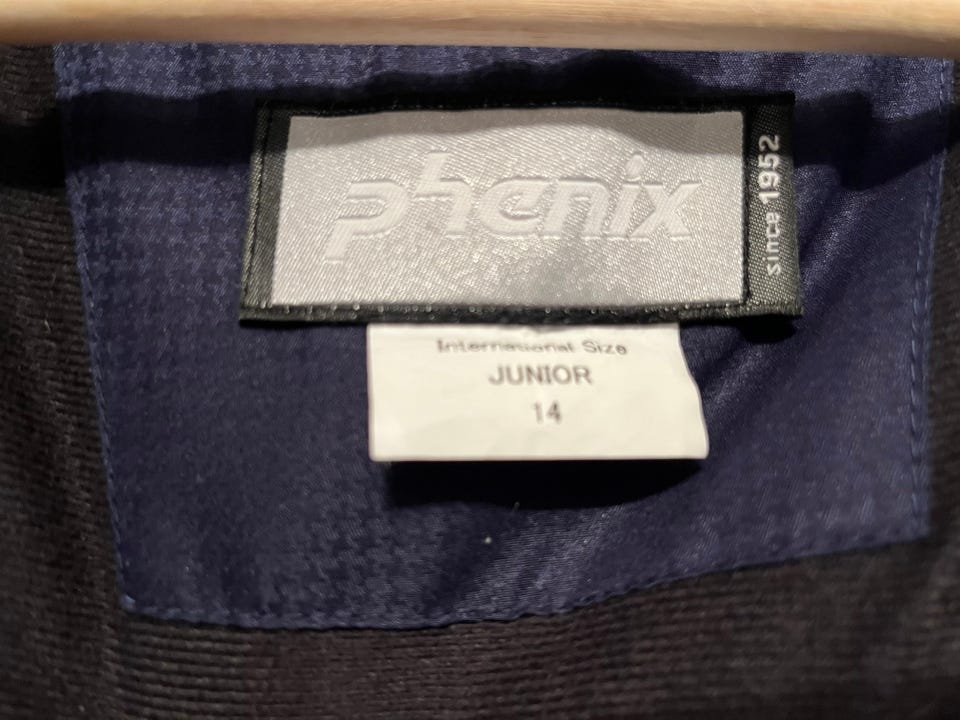 phenix
since 1952
International Size
JUNIOR
14